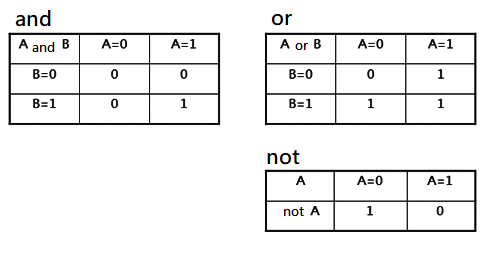 and
A and B A=0 A=1
B=0 0 0
B=1 0 1
or
A or B A=0 A=1
B=0 0 1
B=1 1 1
not
A A=0 A=1
not A 1 0